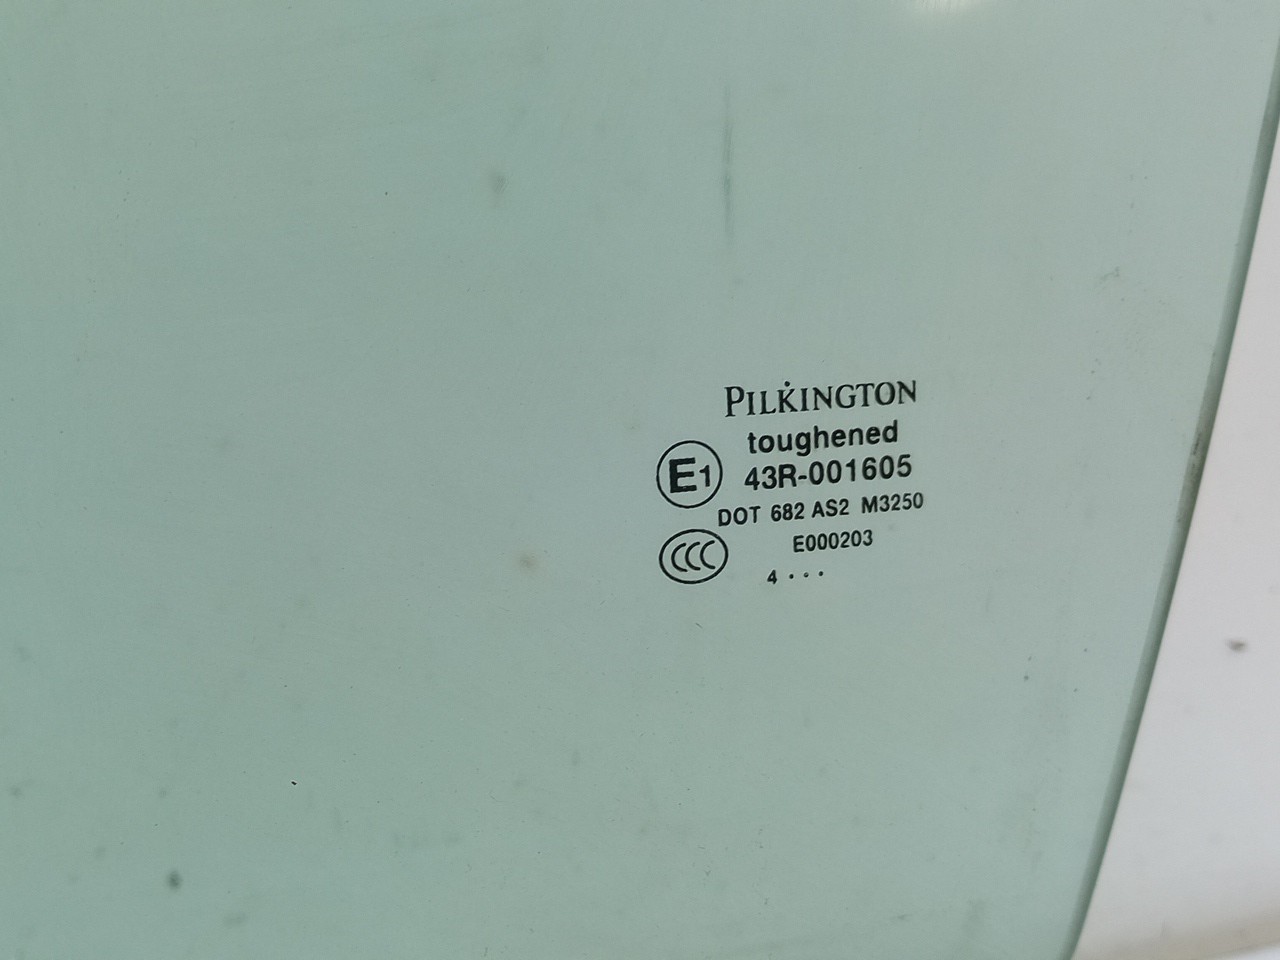 PILKINGTON
toughened
E1 43R-001605
DOT 682 AS2 M3250
CCC E000203
4 • • • •